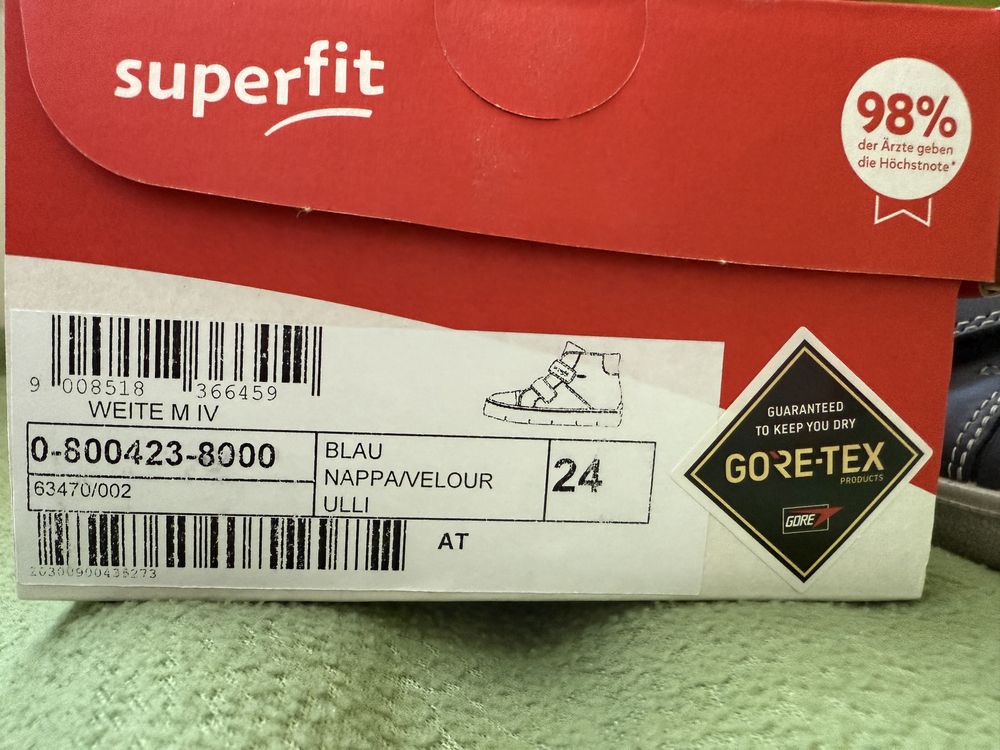 superfit
98%
der Ärzte geben
die Höchstnote*
9 008518 366459
WEITE M IV
0-800423-8000
63470/002
BLAU
NAPPA/VELOUR
ULLI
24
AT
20300900436273
GUARANTEED
TO KEEP YOU DRY
GORE-TEX
PRODUCTS
GORE